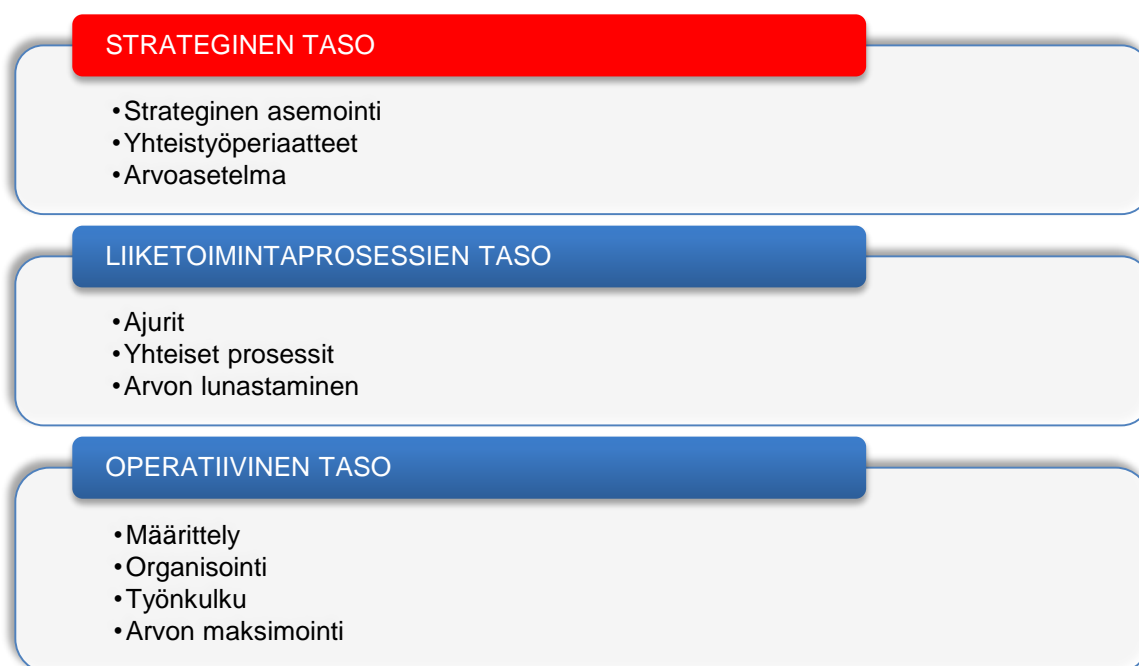 STRATEGINEN TASO
•Strateginen asemointi
•Yhteistyöperiaatteet
•Arvoasetelma
LIIKETOIMINTAPROSESSIEN TASO
•Ajurit
•Yhteiset prosessit
•Arvon lunastaminen
OPERATIIVINEN TASO
•Määrittely
•Organisointi
•Työnkulku
•Arvon maksimointi